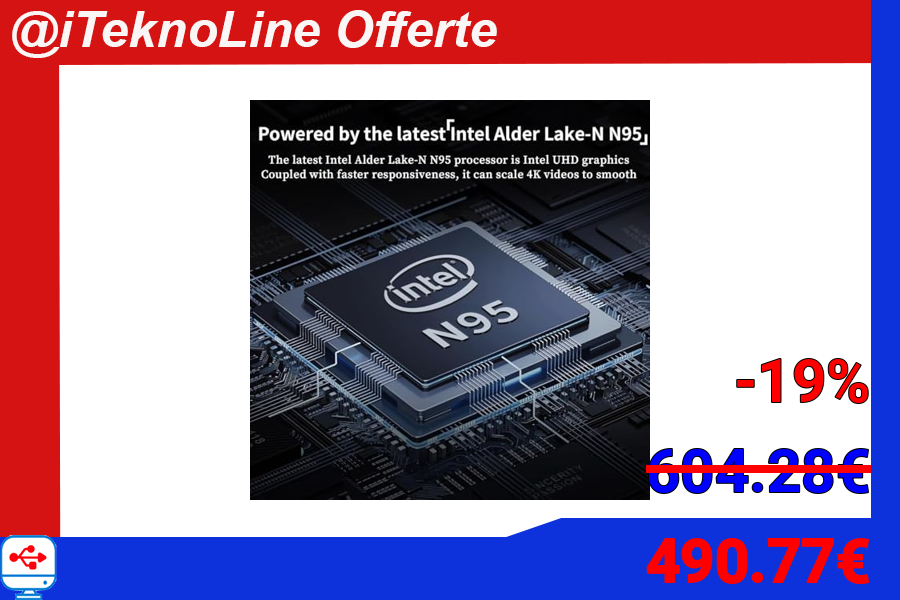 @iTeknoLine Offerte
Powered by the latest「Intel Alder Lake-N N95」
The latest Intel Alder Lake-N N95 processor is Intel UHD graphics
Coupled with faster responsiveness, it can scale 4K videos to smooth
intel
N95
-19%
604.28€
490.77€